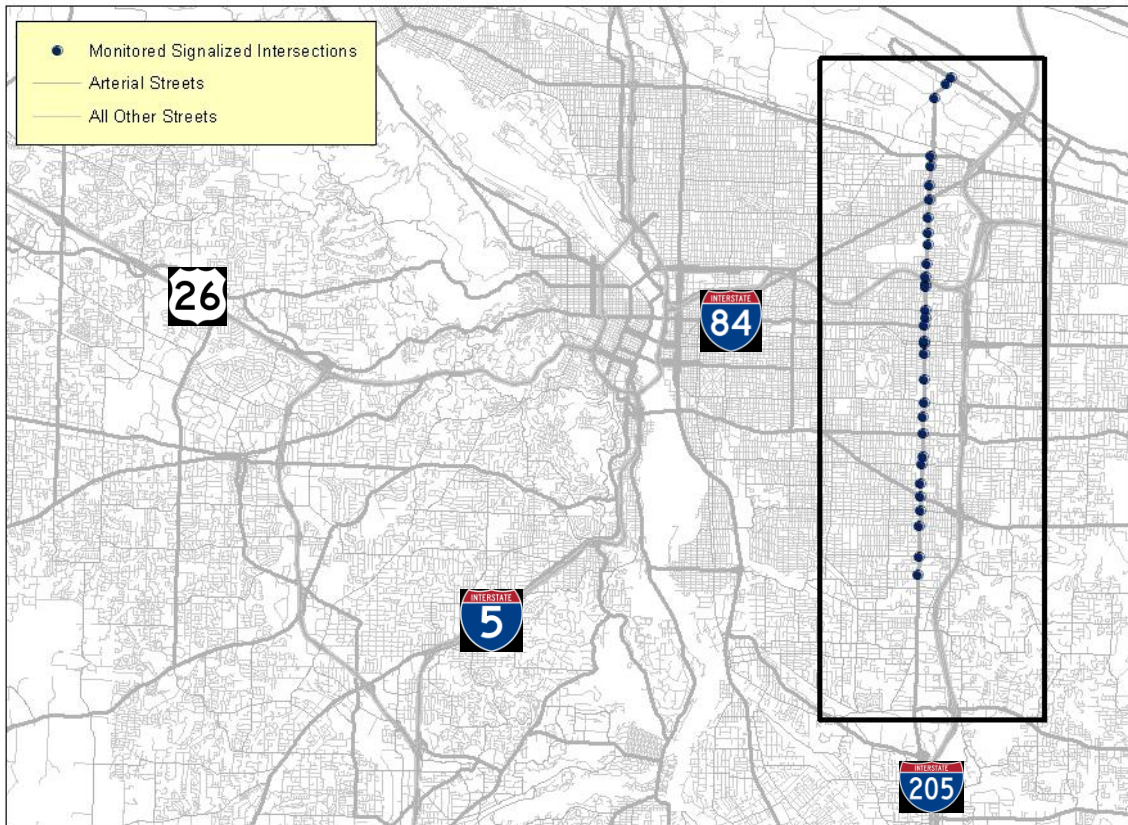 Monitored Signalized Intersections
Arterial Streets
All Other Streets
26
INTERSTATE
84
INTERSTATE
5
INTERSTATE
205